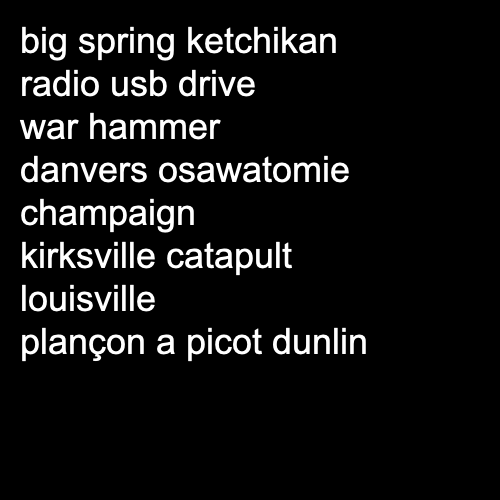 big spring ketchikan
radio usb drive
war hammer
danvers osawatomie
champaign
kirksville catapult
louisville
plançon a picot dunlin